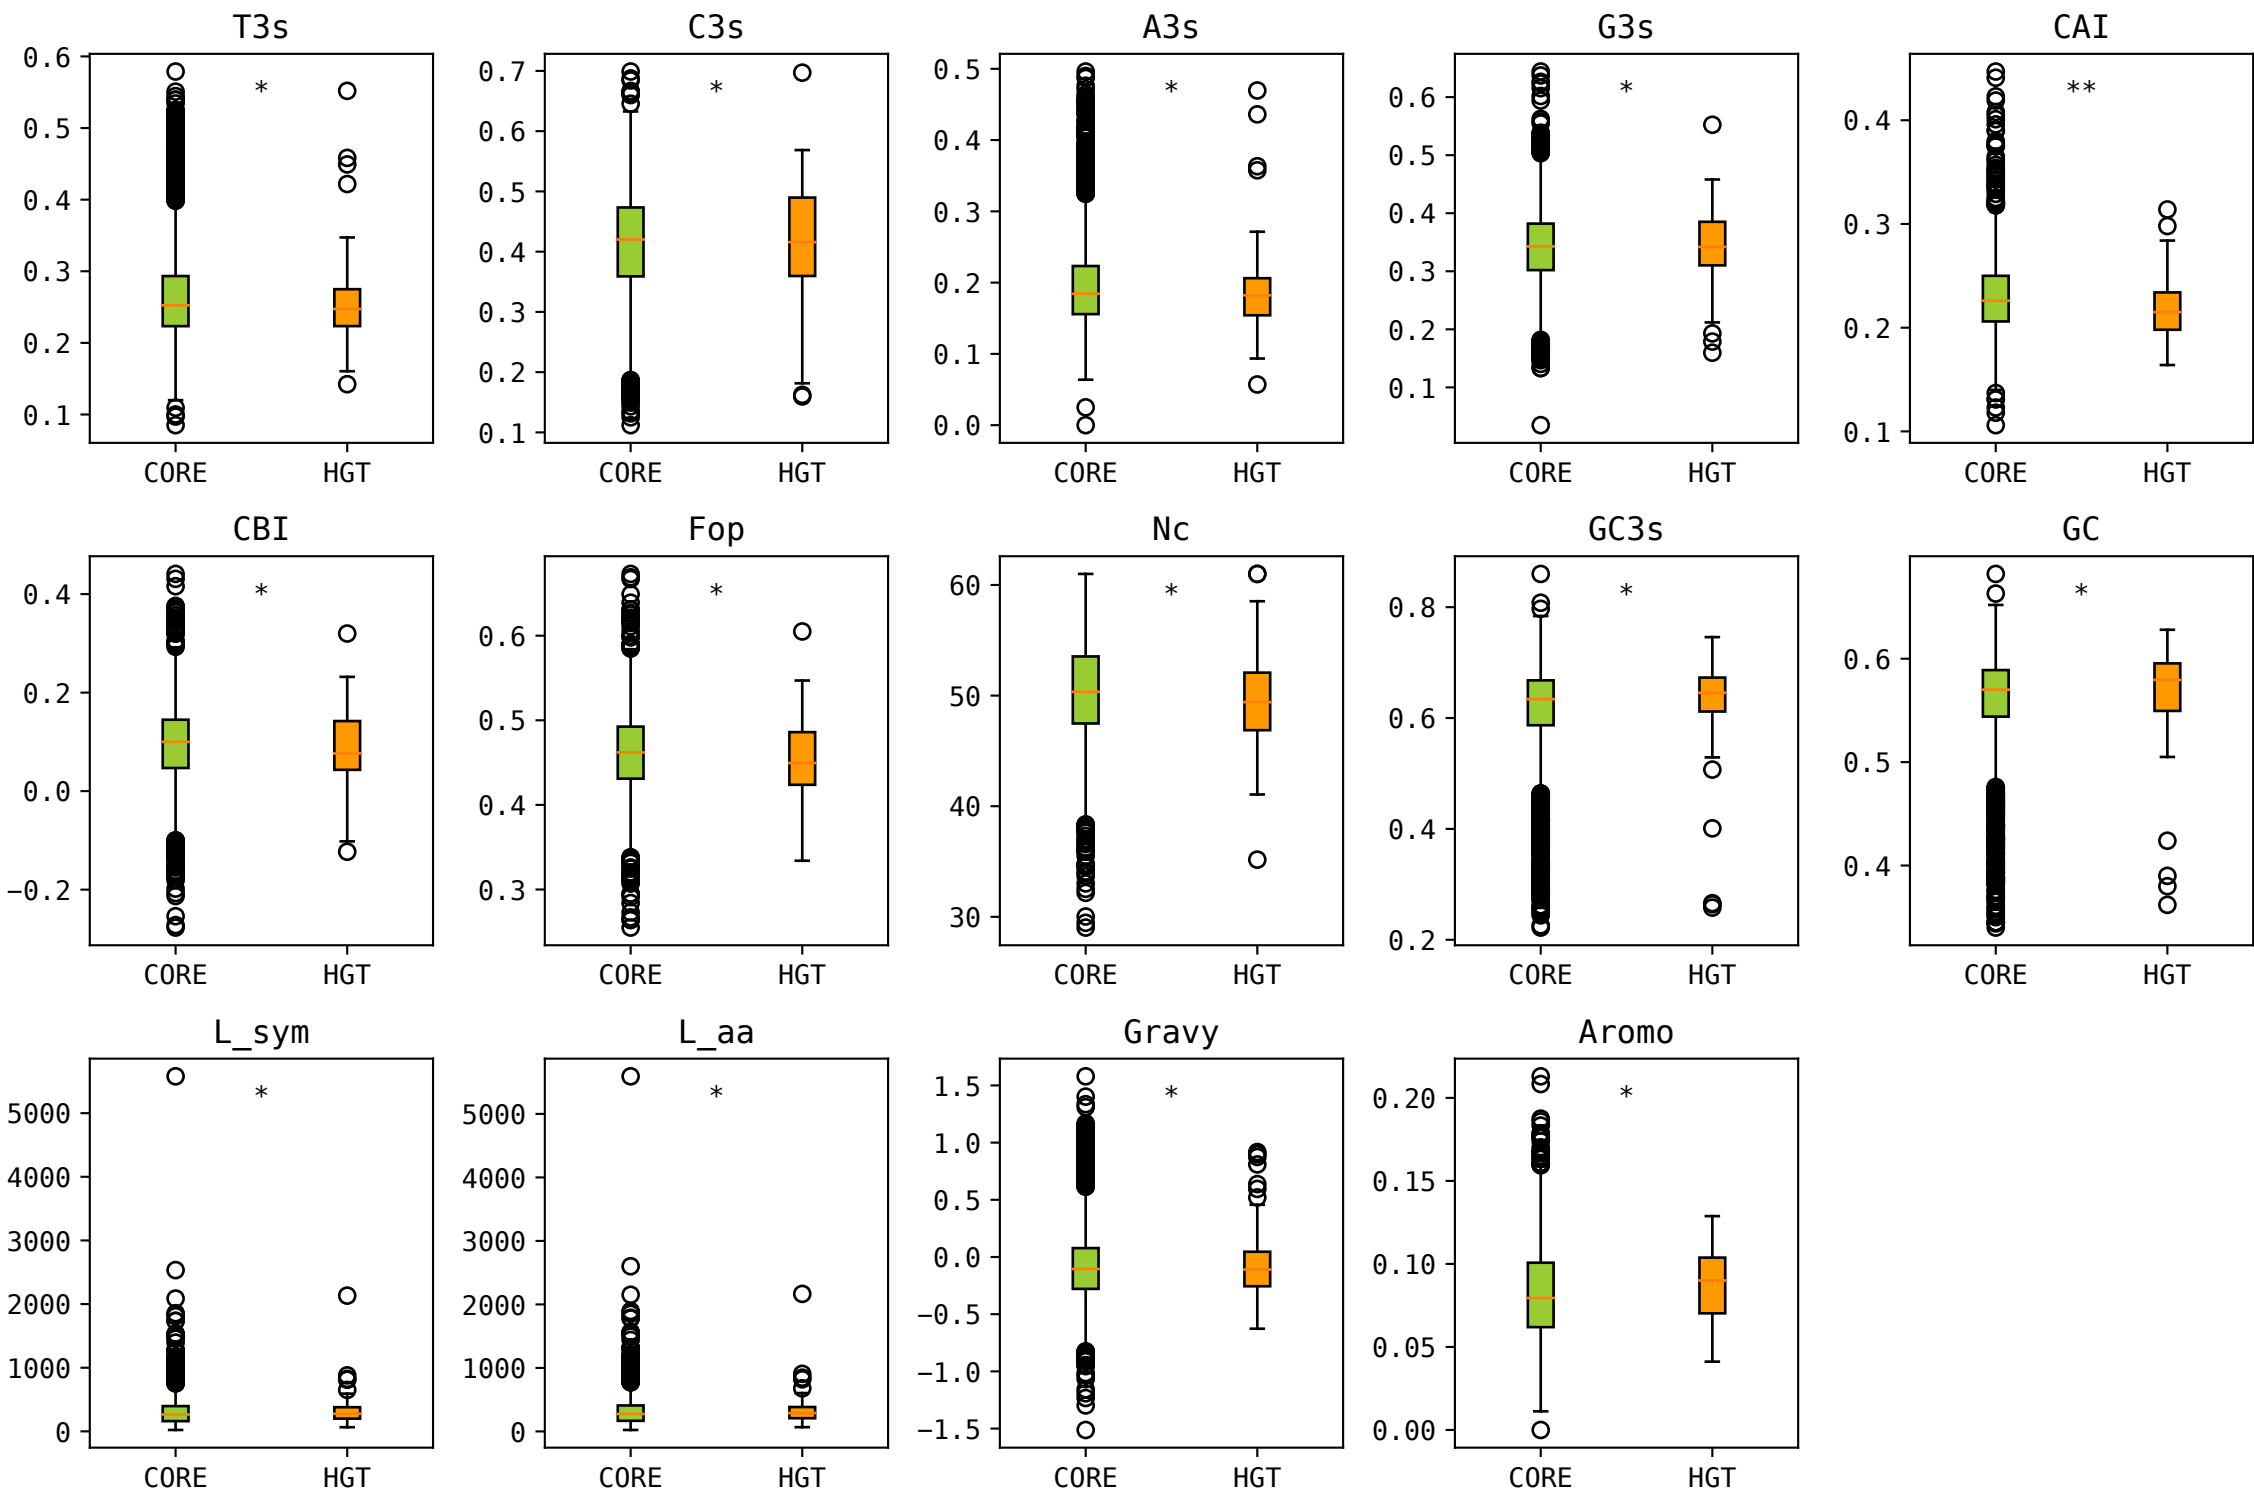 T3s C3s A3s G3s CAI
0.6 0.5 0.4 0.3 0.2 0.1
*
CORE HGT
0.7 0.6 0.5 0.4 0.3 0.2 0.1
*
CORE HGT
0.5 0.4 0.3 0.2 0.1 0.0
*
CORE HGT
0.6 0.5 0.4 0.3 0.2 0.1
*
CORE HGT
0.4 0.3 0.2 0.1
**
CORE HGT
CBI Fop Nc GC3s GC
0.4 0.2 0.0 −0.2
*
CORE HGT
0.6 0.5 0.4 0.3
*
CORE HGT
60 50 40 30
*
CORE HGT
0.8 0.6 0.4 0.2
*
CORE HGT
0.6 0.5 0.4
*
CORE HGT
L_sym L_aa Gravy Aromo
5000 4000 3000 2000 1000 0
*
CORE HGT
5000 4000 3000 2000 1000 0
*
CORE HGT
1.5 1.0 0.5 0.0 −0.5 −1.0 −1.5
*
CORE HGT
0.20 0.15 0.10 0.05 0.00
*
CORE HGT